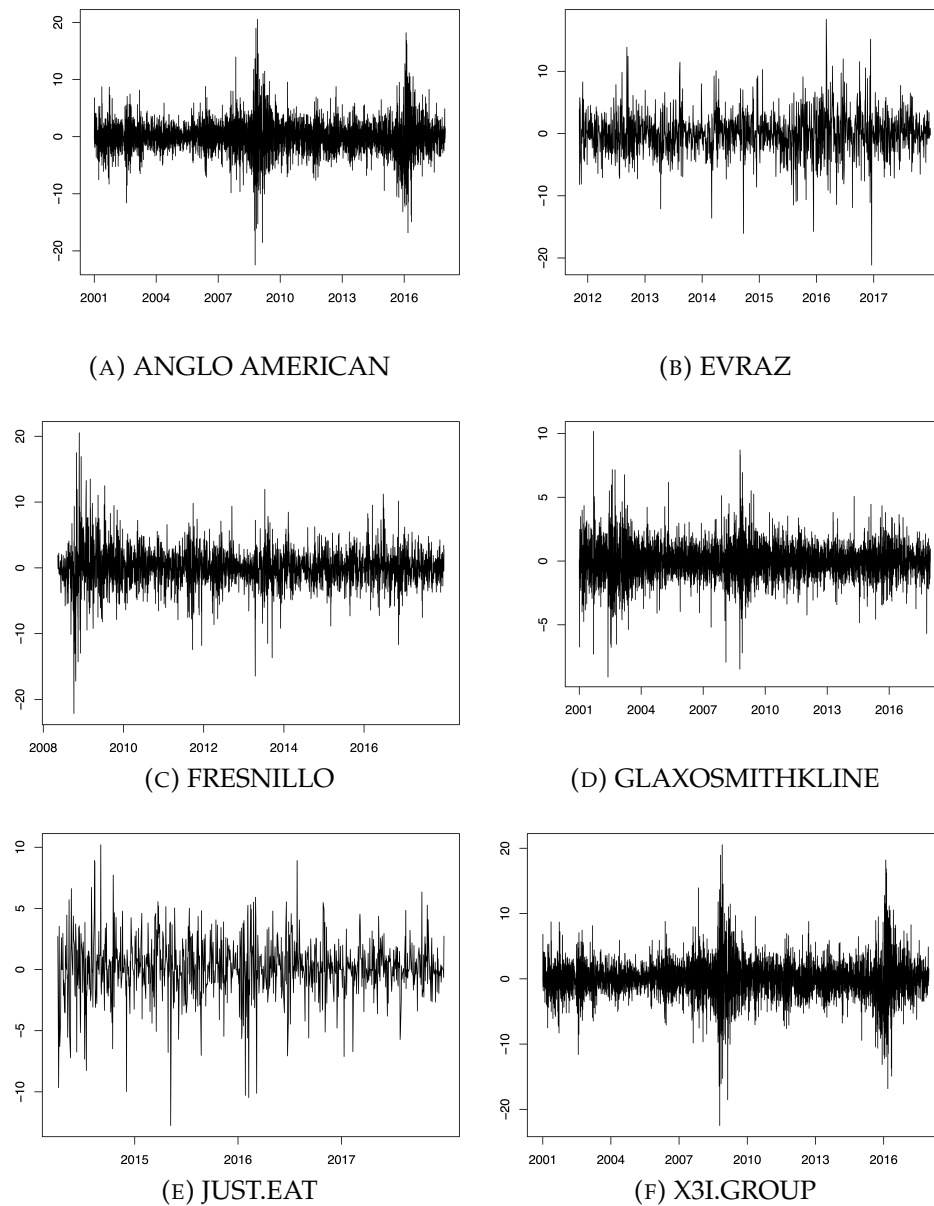 20
10
0
−10
−20
2001 2004 2007 2010 2013 2016
(A) ANGLO AMERICAN
10
0
−10
−20
2012 2013 2014 2015 2016 2017
(B) EVRAZ
20
10
0
−10
−20
2008 2010 2012 2014 2016
(C) FRESNILLO
10
5
0
−5
2001 2004 2007 2010 2013 2016
(D) GLAXOSMITHKLINE
10
5
0
−5
−10
2015 2016 2017
(E) JUST.EAT
20
10
0
−10
−20
2001 2004 2007 2010 2013 2016
(F) X3I.GROUP